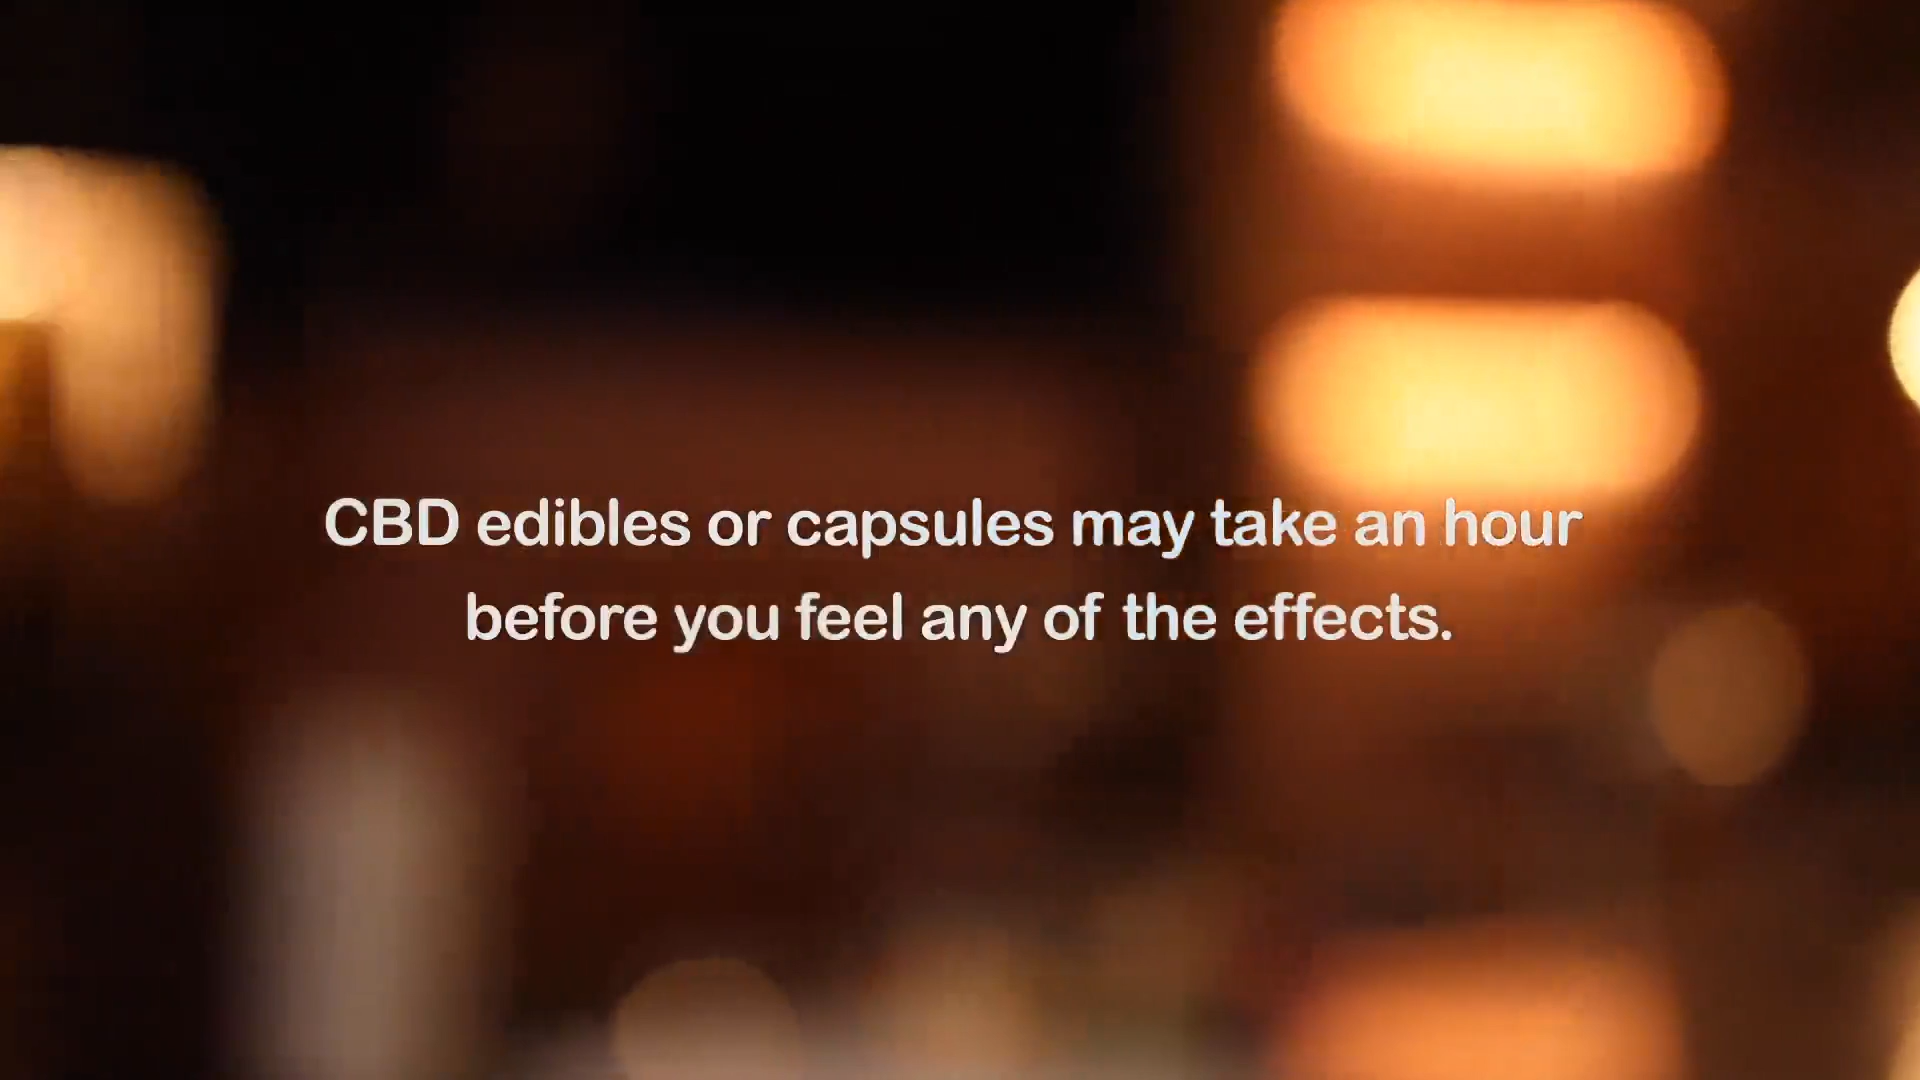 CBD edibles or capsules may take an hour
before you feel any of the effects.